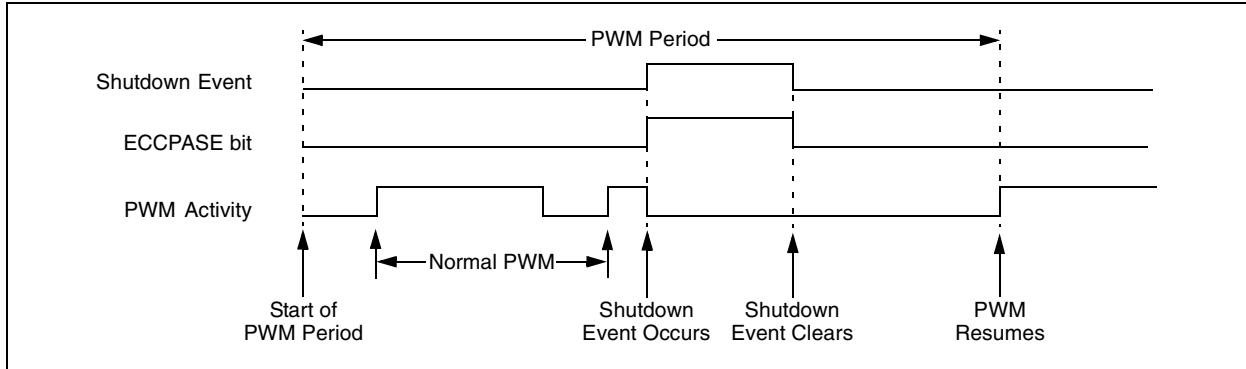 PWM Period
Shutdown Event
ECCPASE bit
PWM Activity
Normal PWM
Start of
PWM Period
Shutdown
Event Occurs
Shutdown
Event Clears
PWM
Resumes